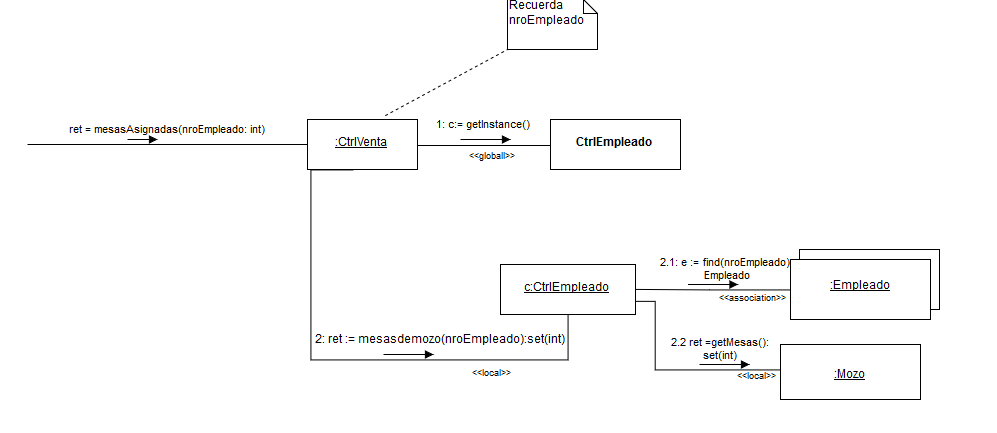 Recuerda
nroEmpleado
ret = mesasAsignadas(nroEmpleado: int)
:CtrlVenta
1: c:= getInstance()
<<global>>
CtrlEmpleado
2.1: e := find(nroEmpleado)
Empleado
<<association>>
:Empleado
c:CtrlEmpleado
2: ret := mesasdemozo(nroEmpleado):set(int)
<<local>>
2.2 ret =getMesas():
set(int)
<<local>>
:Mozo